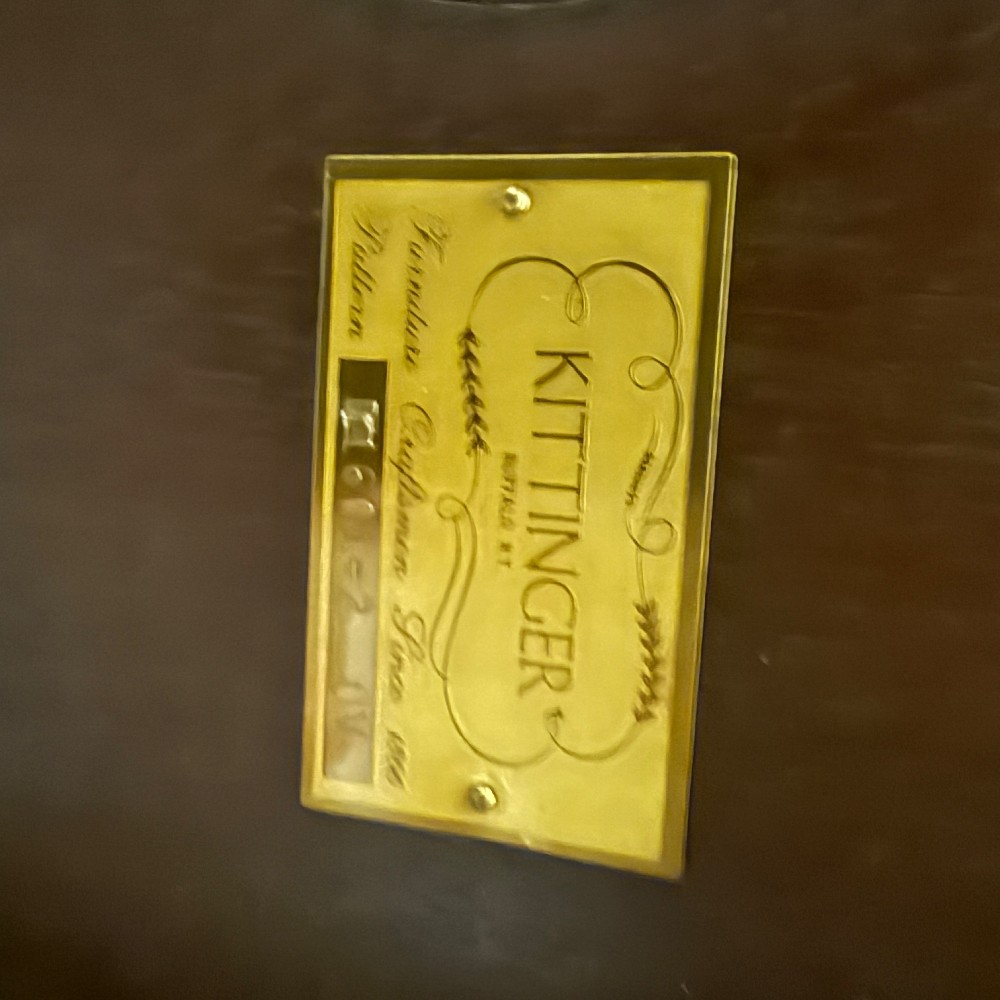 KITTINGER
BUFFALO N.Y.
Furniture Craftsmen Since 1866
Pattern